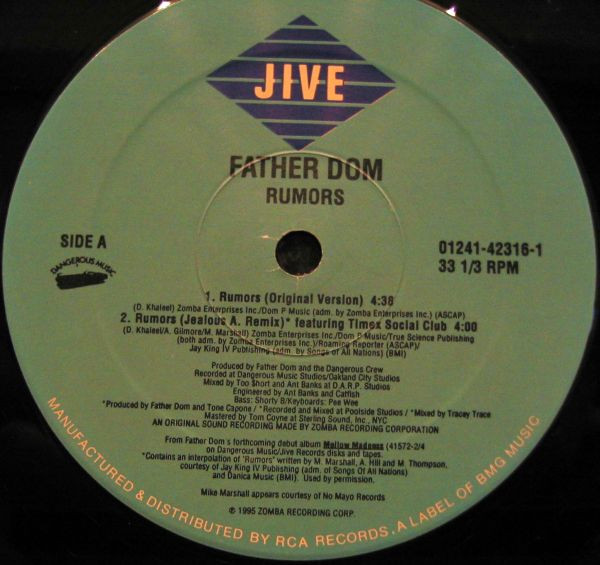 JIVE
FATHER DOM
RUMORS
SIDE A
DANGEROUS MUSIC
01241-42316-1
33 1/3 RPM
1. Rumors (Original Version) 4:38
(D. Khaleel) Zomba Enterprises Inc./Dom P Music (adm. by Zomba Enterprises Inc.) (ASCAP)
2. Rumors (Jealous A. Remix)* featuring Timex Social Club 4:00
(D. Khaleel/A. Gilmore/M. Marshall) Zomba Enterprises Inc./Dom P Music/True Science Publishing
(both adm. by Zomba Enterprises Inc.)/Roaming Reporter (ASCAP)/
Jay King IV Publishing (adm. by Songs of All Nations) (BMI)
Produced by Father Dom and the Dangerous Crew
Recorded at Dangerous Music Studios/Oakland City Studios
Mixed by Too Short and Ant Banks at D.A.R.P. Studios
Engineered by Ant Banks and Catfish
Bass: Shorty B/Keyboards: Pee Wee
*Produced by Father Dom and Tone Capone / *Recorded and Mixed at Poolside Studios / *Mixed by Tracey Trace
Mastered by Tom Coyne at Sterling Sound, Inc., NYC
AN ORIGINAL SOUND RECORDING MADE BY ZOMBA RECORDING CORPORATION
From Father Dom's forthcoming debut album Mellow Madness (41572-2/4
on Dangerous Music/Jive Records disks and tapes.
*Contains an interpolation of "Rumors" written by M. Marshall, A. Hill and M. Thompson,
courtesy of Jay King IV Publishing (adm. of Songs Of All Nations)
and Danica Music (BMI). Used by permission.
Mike Marshall appears courtesy of No Mayo Records
℗ 1995 ZOMBA RECORDING CORP.
MANUFACTURED & DISTRIBUTED BY RCA RECORDS. A LABEL OF BMG MUSIC